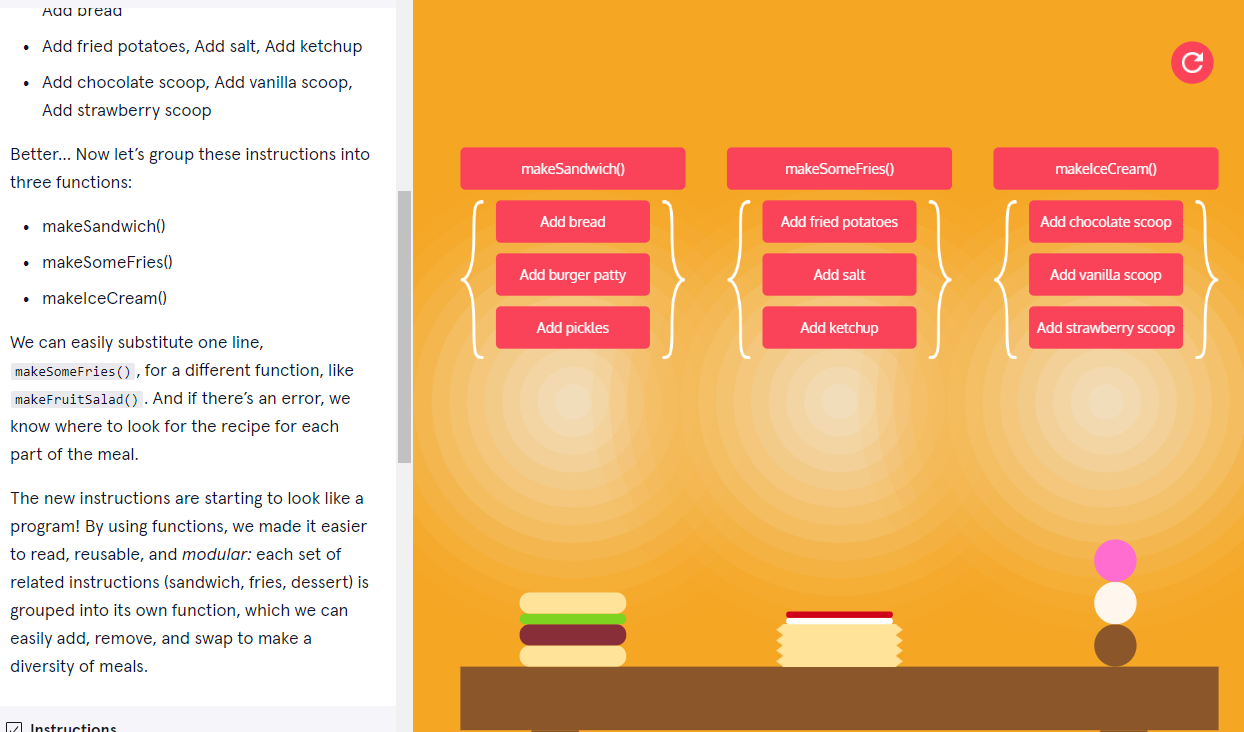 Add bread
• Add fried potatoes, Add salt, Add ketchup
• Add chocolate scoop, Add vanilla scoop,
Add strawberry scoop
Better… Now let’s group these instructions into
three functions:
• makeSandwich()
• makeSomeFries()
• makeIceCream()
We can easily substitute one line,
makeSomeFries() , for a different function, like
makeFruitSalad() . And if there’s an error, we
know where to look for the recipe for each
part of the meal.
The new instructions are starting to look like a
program! By using functions, we made it easier
to read, reusable, and modular: each set of
related instructions (sandwich, fries, dessert) is
grouped into its own function, which we can
easily add, remove, and swap to make a
diversity of meals.
Instructions
makeSandwich()
Add bread
Add burger patty
Add pickles
makeSomeFries()
Add fried potatoes
Add salt
Add ketchup
makeIceCream()
Add chocolate scoop
Add vanilla scoop
Add strawberry scoop